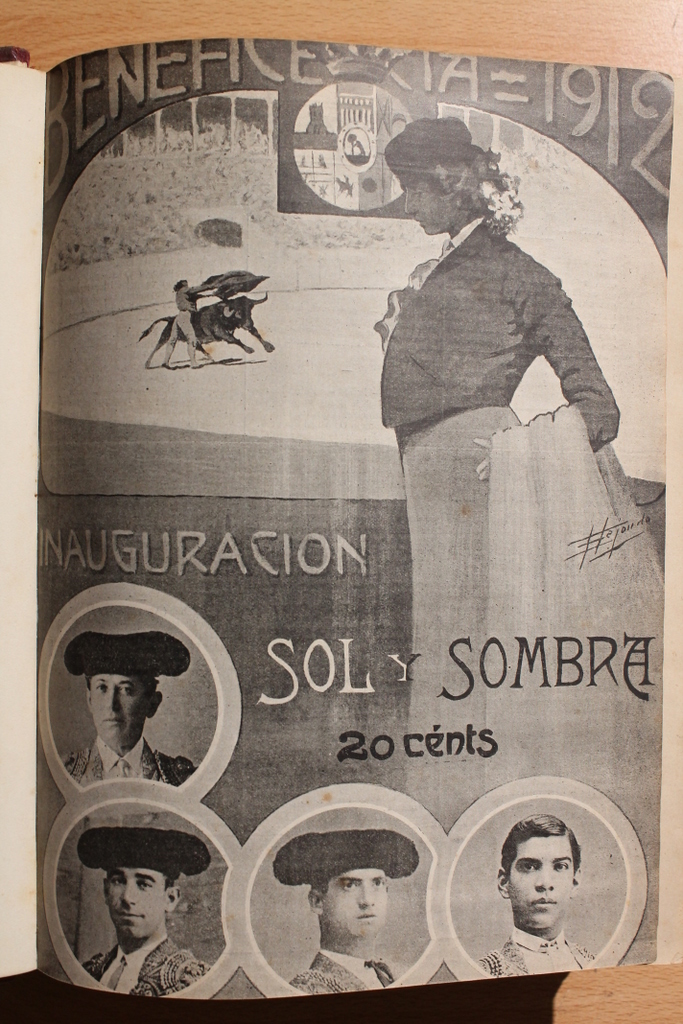 BENEFICENCIA = 1912
INAUGURACION
SOL Y SOMBRA
20 cénts